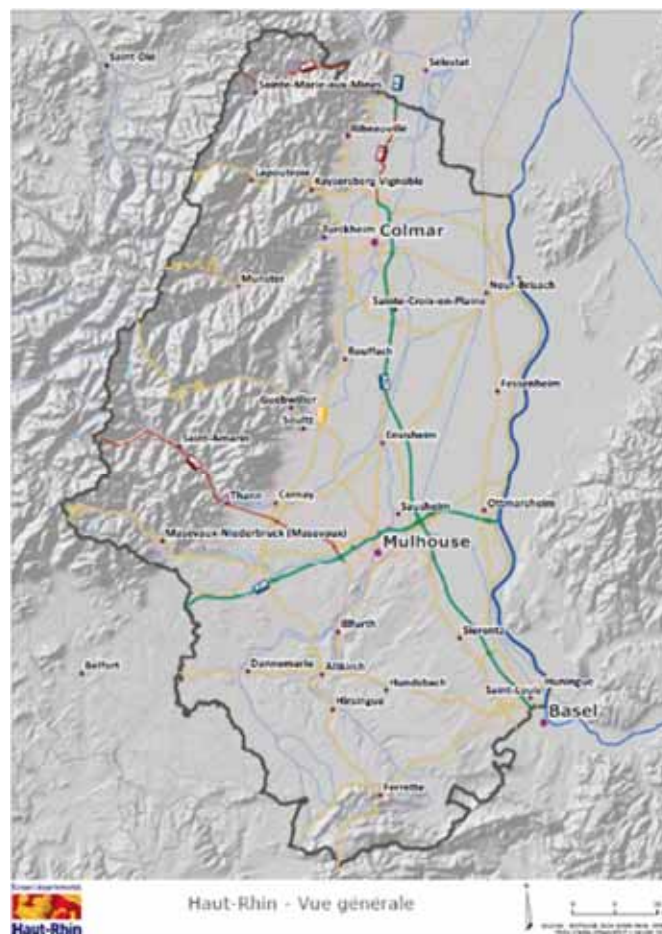 Saint Dié
Sélestat
Sainte-Marie-aux-Mines
Ribeauvillé
Lapoutroie
Kaysersberg Vignoble
Turckheim
Colmar
Munster
Neuf-Brisach
Sainte-Croix-en-Plaine
Rouffach
Fessenheim
Guebwiller
Soultz
Saint-Amarin
Ensisheim
Thann
Cernay
Sausheim
Ottmarsheim
Masevaux-Niederbruck (Masevaux)
Mulhouse
Illfurth
Sierentz
Belfort
Dannemarie
Altkirch
Hundsbach
Huningue
Saint-Louis
Hirsingue
Basel
Ferrette
Haut-Rhin - Vue générale
Haut-Rhin